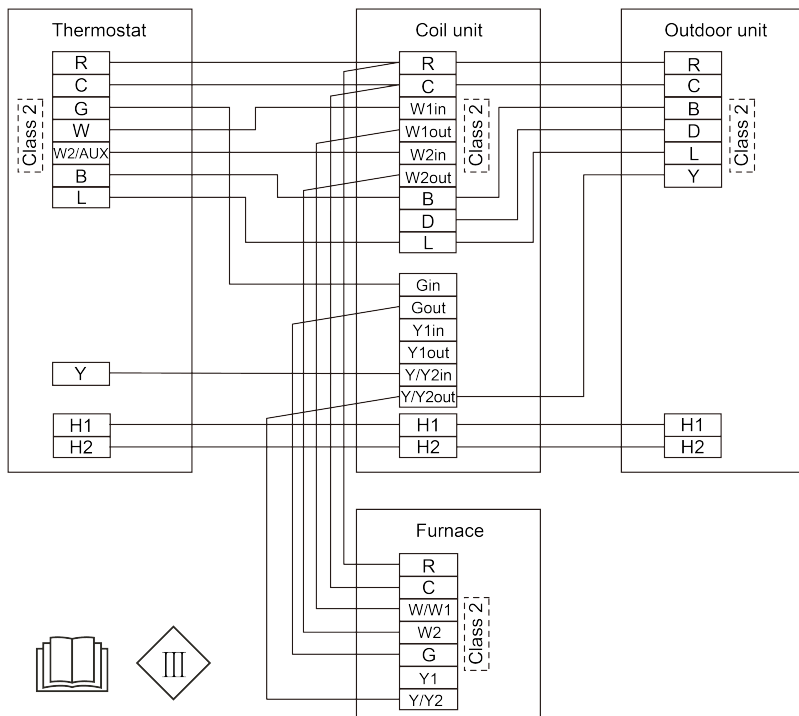 Thermostat
R
C
G
W
W2/AUX
B
L
Class 2
Y
H1
H2
Coil unit
R
C
W1in
W1out
W2in
W2out
B
D
L
Class 2
Gin
Gout
Y1in
Y1out
Y/Y2in
Y/Y2out
H1
H2
Outdoor unit
R
C
B
D
L
Y
Class 2
H1
H2
Furnace
R
C
W/W1
W2
G
Y1
Y/Y2
Class 2
III